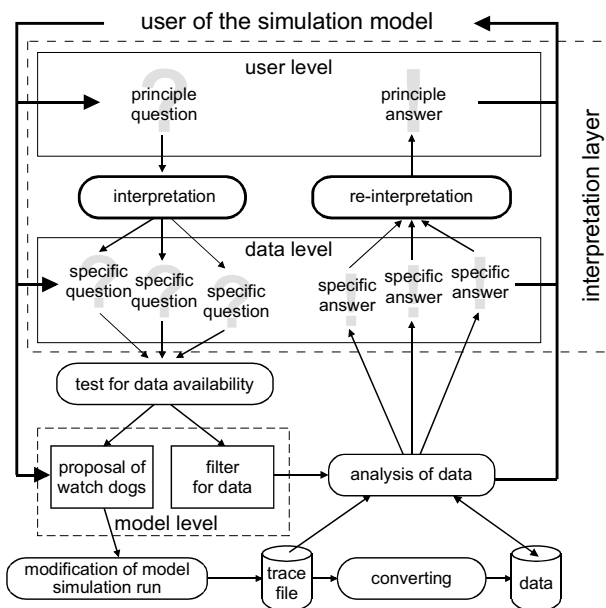 user of the simulation model
user level
principle
question
principle
answer
interpretation
re-interpretation
interpretation layer
data level
specific
question
specific
question
specific
question
specific
answer
specific
answer
specific
answer
test for data availability
proposal of
watch dogs
filter
for data
analysis of data
model level
modification of model
simulation run
trace
file
converting
data